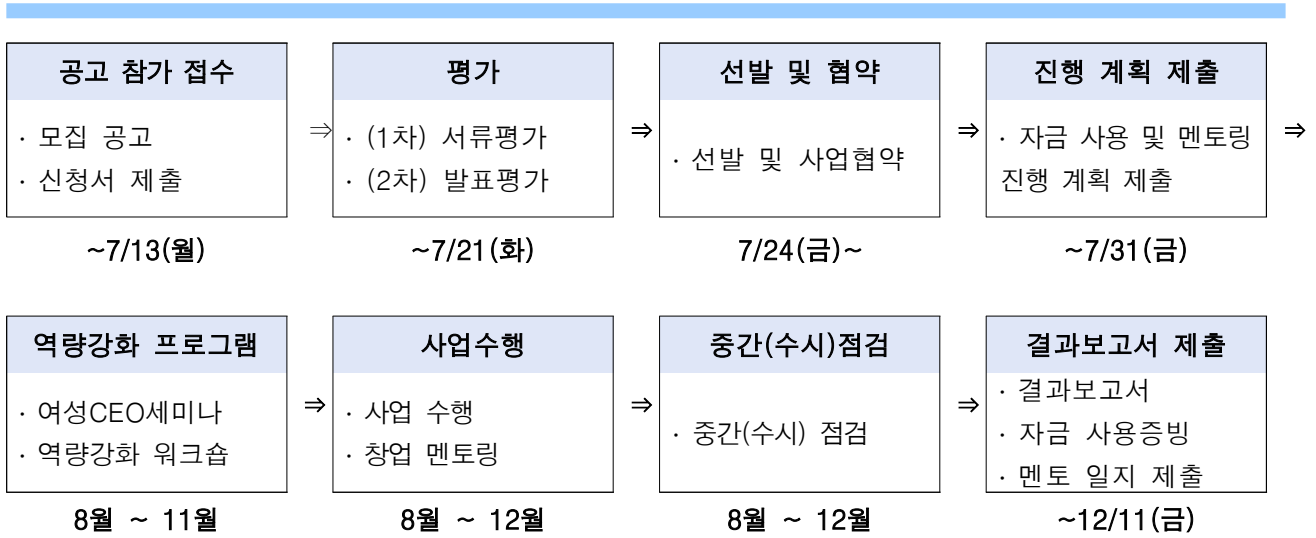 공고 참가 접수
· 모집 공고
· 신청서 제출
~7/13(월)
⇒
평가
· (1차) 서류평가
· (2차) 발표평가
~7/21(화)
⇒
선발 및 협약
· 선발 및 사업협약
7/24(금)~
⇒
진행 계획 제출
· 자금 사용 및 멘토링
진행 계획 제출
~7/31(금)
⇒
역량강화 프로그램
· 여성CEO세미나
· 역량강화 워크숍
8월 ~ 11월
⇒
사업수행
· 사업 수행
· 창업 멘토링
8월 ~ 12월
⇒
중간(수시)점검
· 중간(수시) 점검
8월 ~ 12월
⇒
결과보고서 제출
· 결과보고서
· 자금 사용증빙
· 멘토 일지 제출
~12/11(금)